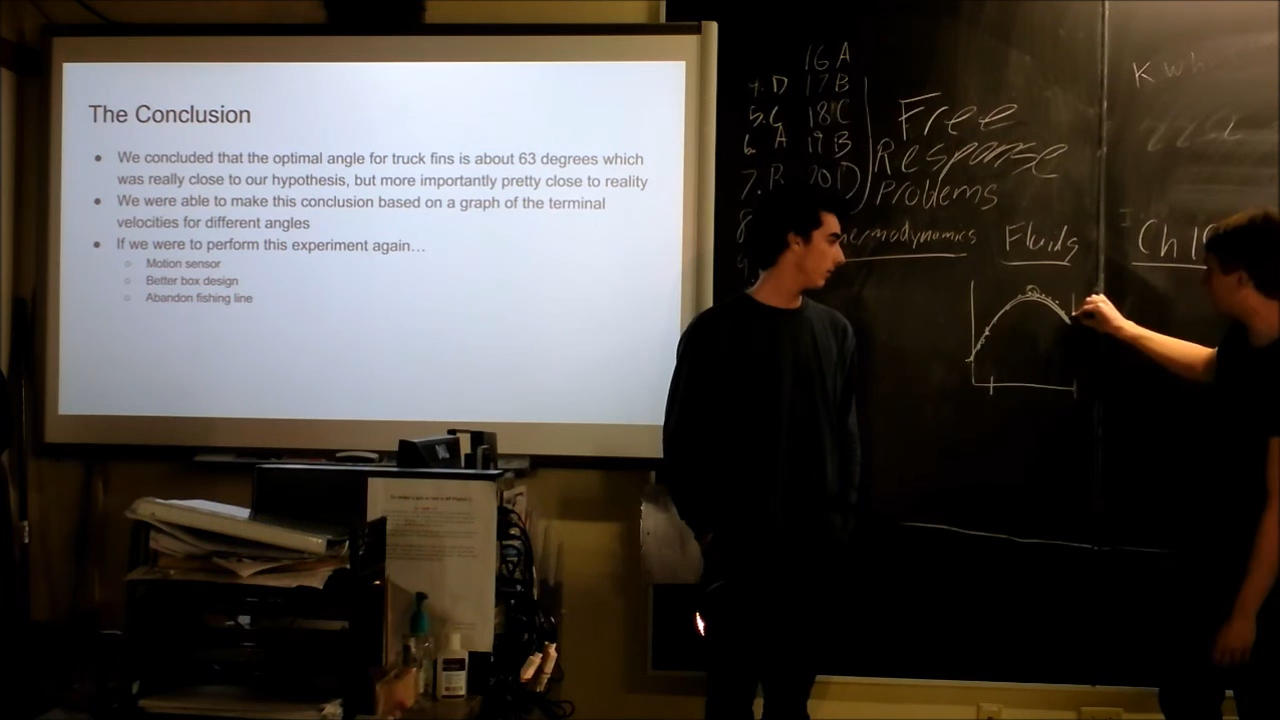 The Conclusion
● We concluded that the optimal angle for truck fins is about 63 degrees which
was really close to our hypothesis, but more importantly pretty close to reality
● We were able to make this conclusion based on a graph of the terminal
velocities for different angles
● If we were to perform this experiment again…
○ Motion sensor
○ Better box design
○ Abandon fishing line
16 A
4. D 17 B
5. C 18 C
6. A 19 B
7. 20 D
8
9.
Free
Response
Problems
Fluids
K